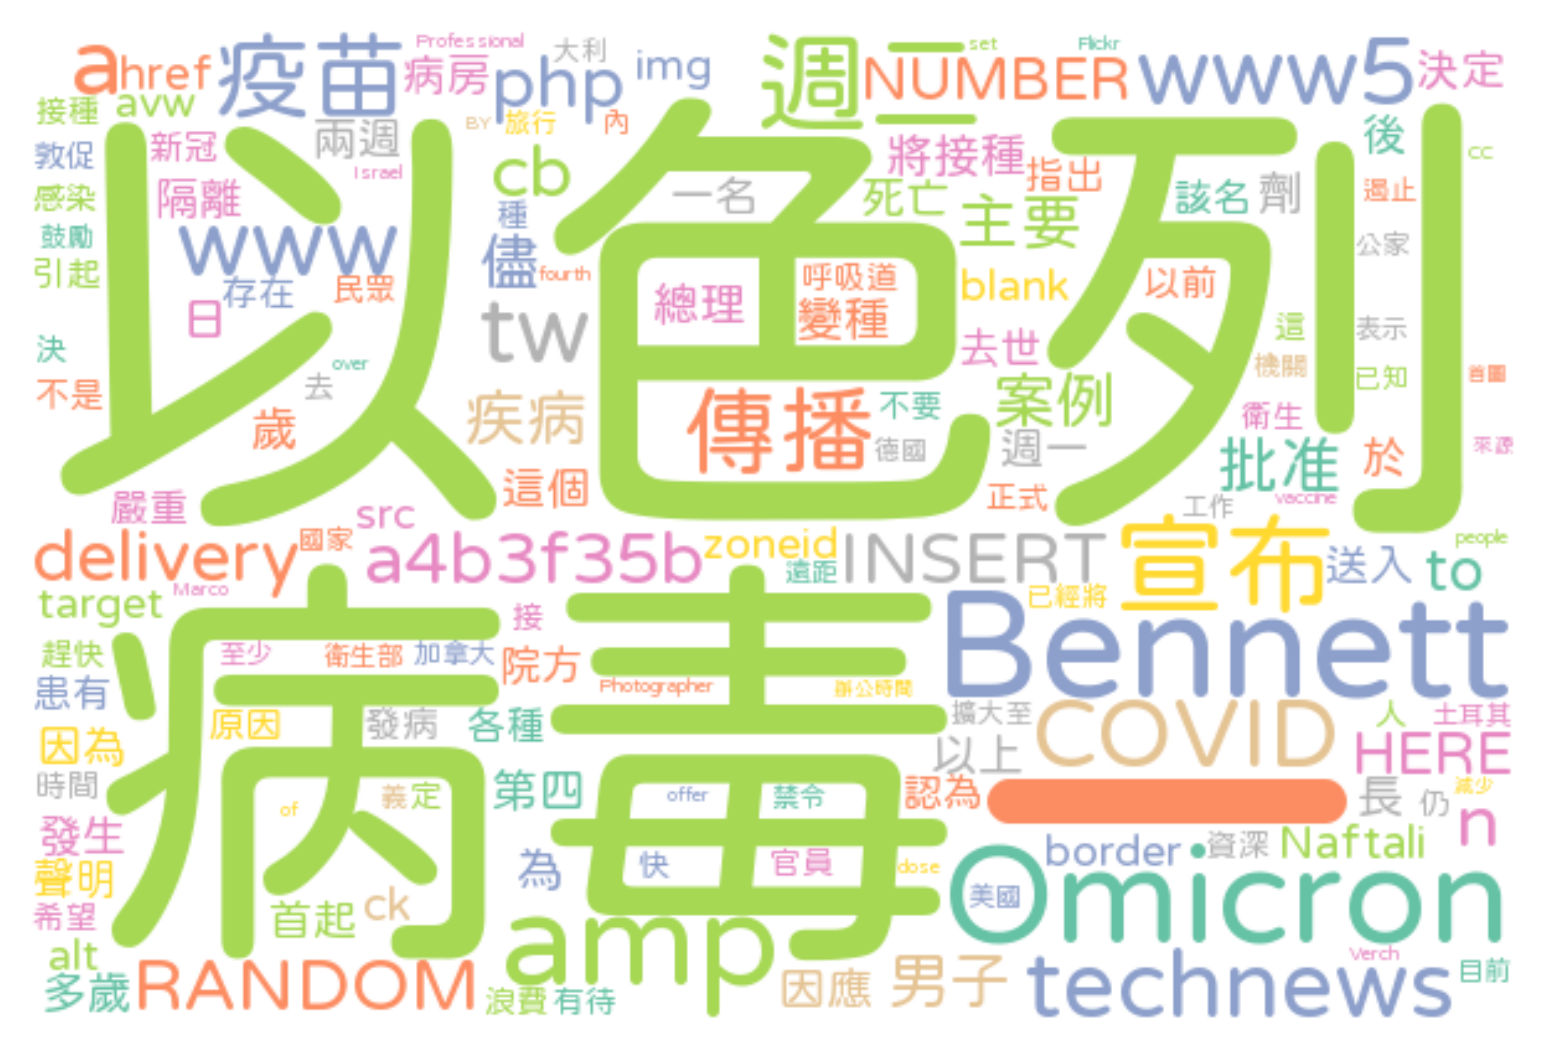 a
href
疫苗
Professional
病房
大利
php
img
週二
set
Flickr
NUMBER
www5
決定
接種
avw
BY
旅行
內
敦促
新冠
兩週
Israel
cb
一名
將接種
指出
死亡
該名
劑
後
CC
遏止
感染
隔離
種
主要
鼓勵
www
儘
fourth
以色列
公家
引起
存在
民眾
日
總理
呼吸道
變種
blank
以前
tw
去世
這
表示
決
over
去
機關
已知
首圖
不是
歲
疾病
傳播
不要
案例
衛生
德國
週一
批准
於
來源
嚴重
src
這個
正式
工作
vaccine
delivery
國家
a4b3f35b
zoneid
遠距
INSERT
宣布
送入
people
to
target
Marco
接
已經將
病毒
Bennett
趕快
至少
衛生部
加拿大
院方
Photographer
辦公時間
患有
原因
發病
各種
擴大至
COVID
人
土耳其
因為
以上
HERE
時間
義
定
of
第四
offer
禁令
認為
長
仍
減少
n
發生
border
資深
Naftali
聲明
為
快
官員
dose
美國
Omicron
希望
首起
ck
amp
alt
多歲
RANDOM
浪費
有待
因應
男子
technews
Verch
目前